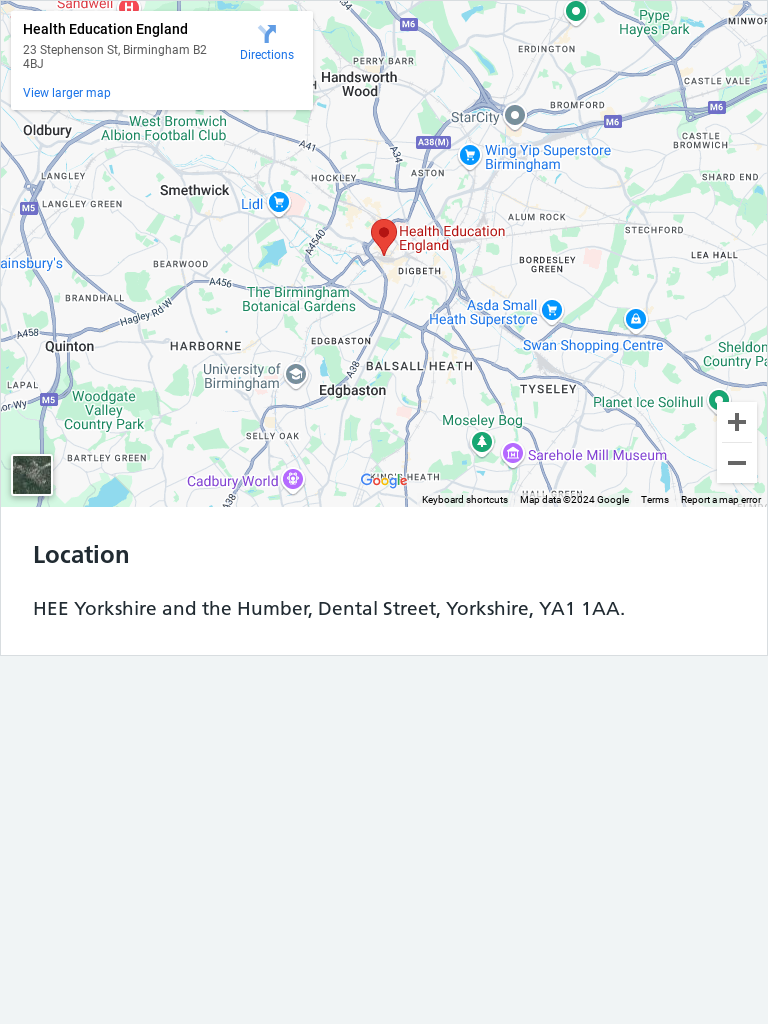 Sandwell
Health Education England
23 Stephenson St, Birmingham B2
4BJ
Directions
View larger map
M6
Pype
Hayes Park
MINWOR
ERDINGTON
PERRY BARR
Handsworth
Wood
CASTLE VALE
StarCity
BROMFORD
M6
M6
Oldbury
West Bromwich
Albion Football Club
A41
A34
A38(M)
CASTLE
BROMWICH
Wing Yip Superstore
Birmingham
LANGLEY
HOCKLEY
ASTON
SHARD END
Smethwick
M5
LANGLEY GREEN
Lidl
ALUM ROCK
STECHFORD
A4540
Health Education
England
ainsbury's
BEARWOOD
DIGBETH
BORDESLEY
GREEN
LEA HALL
A456
BRANDHALL
The Birmingham
Botanical Gardens
Hagley Rd W
Asda Small
Heath Superstore
A458
Quinton
HARBORNE
EDGBASTON
Swan Shopping Centre
Sheldon
Country Pa
University of
Birmingham
A38
BALSALL HEATH
LAPAL
Edgbaston
TYSELEY
M5
Woodgate
Valley
Country Park
or Wy
Planet Ice Solihull
Moseley Bog
SELLY OAK
BARTLEY GREEN
Sarehole Mill Museum
Cadbury World
KING'S HEATH
Google
A38
HALL GREEN
Keyboard shortcuts
Map data ©2024 Google
Terms
Report a map error
Location
HEE Yorkshire and the Humber, Dental Street, Yorkshire, YA1 1AA.